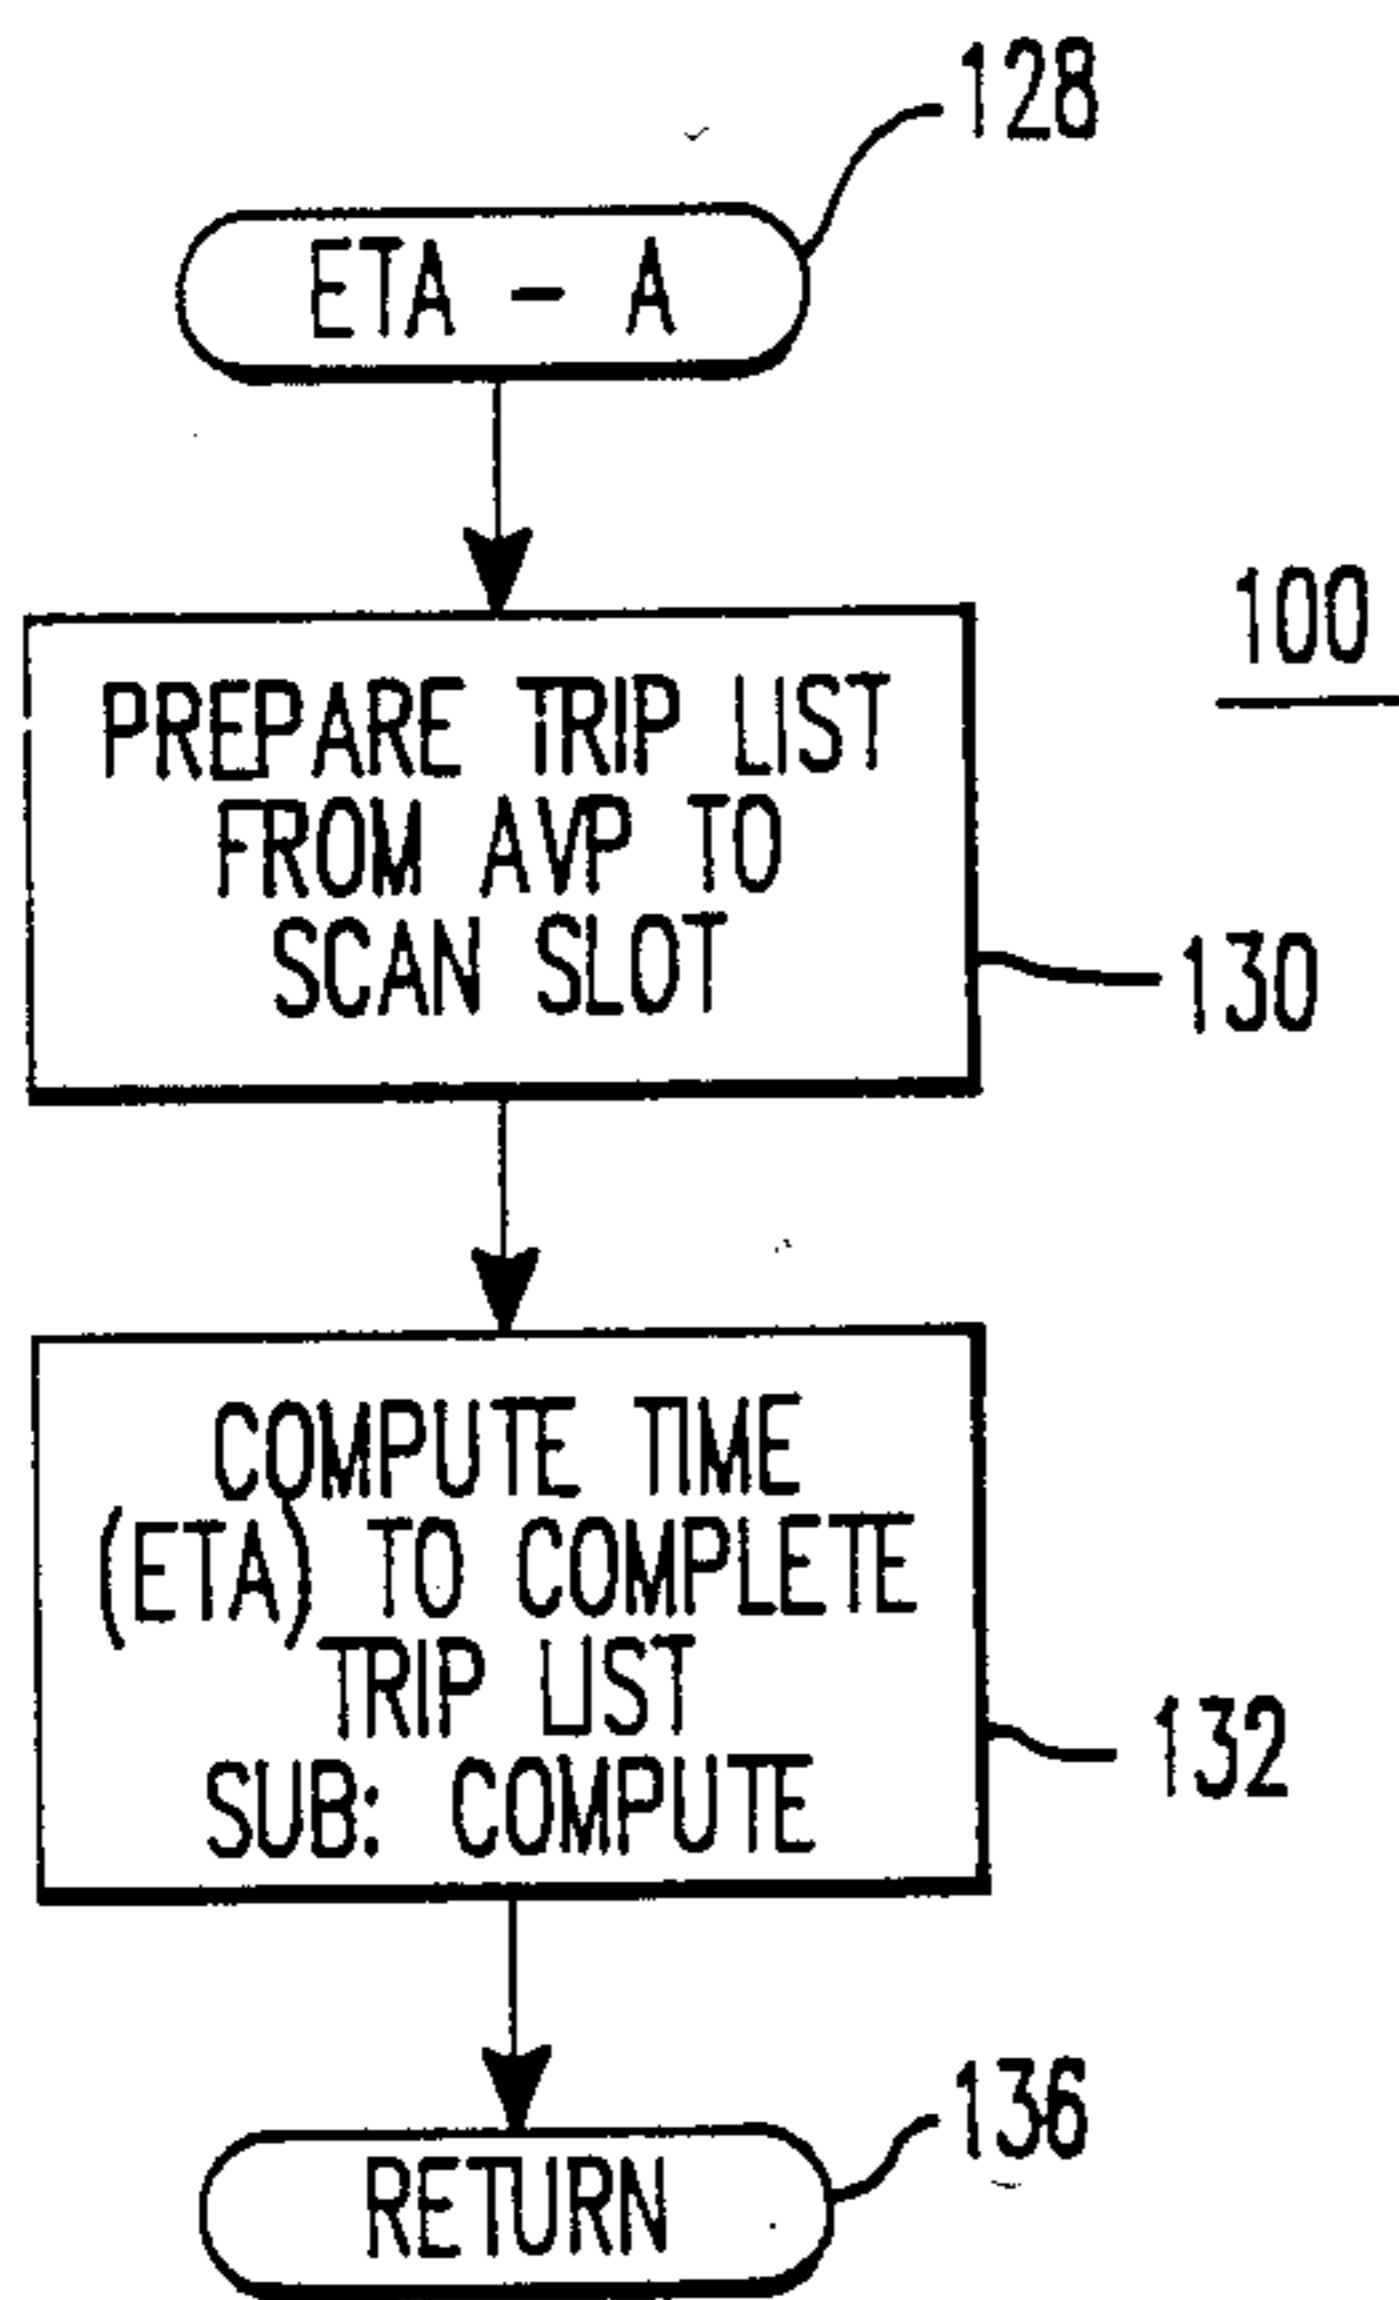 128
ETA - A
100
PREPARE TRIP LIST
FROM AVP TO
SCAN SLOT
130
COMPUTE TIME
(ETA) TO COMPLETE
TRIP LIST
SUB: COMPUTE
132
136
RETURN